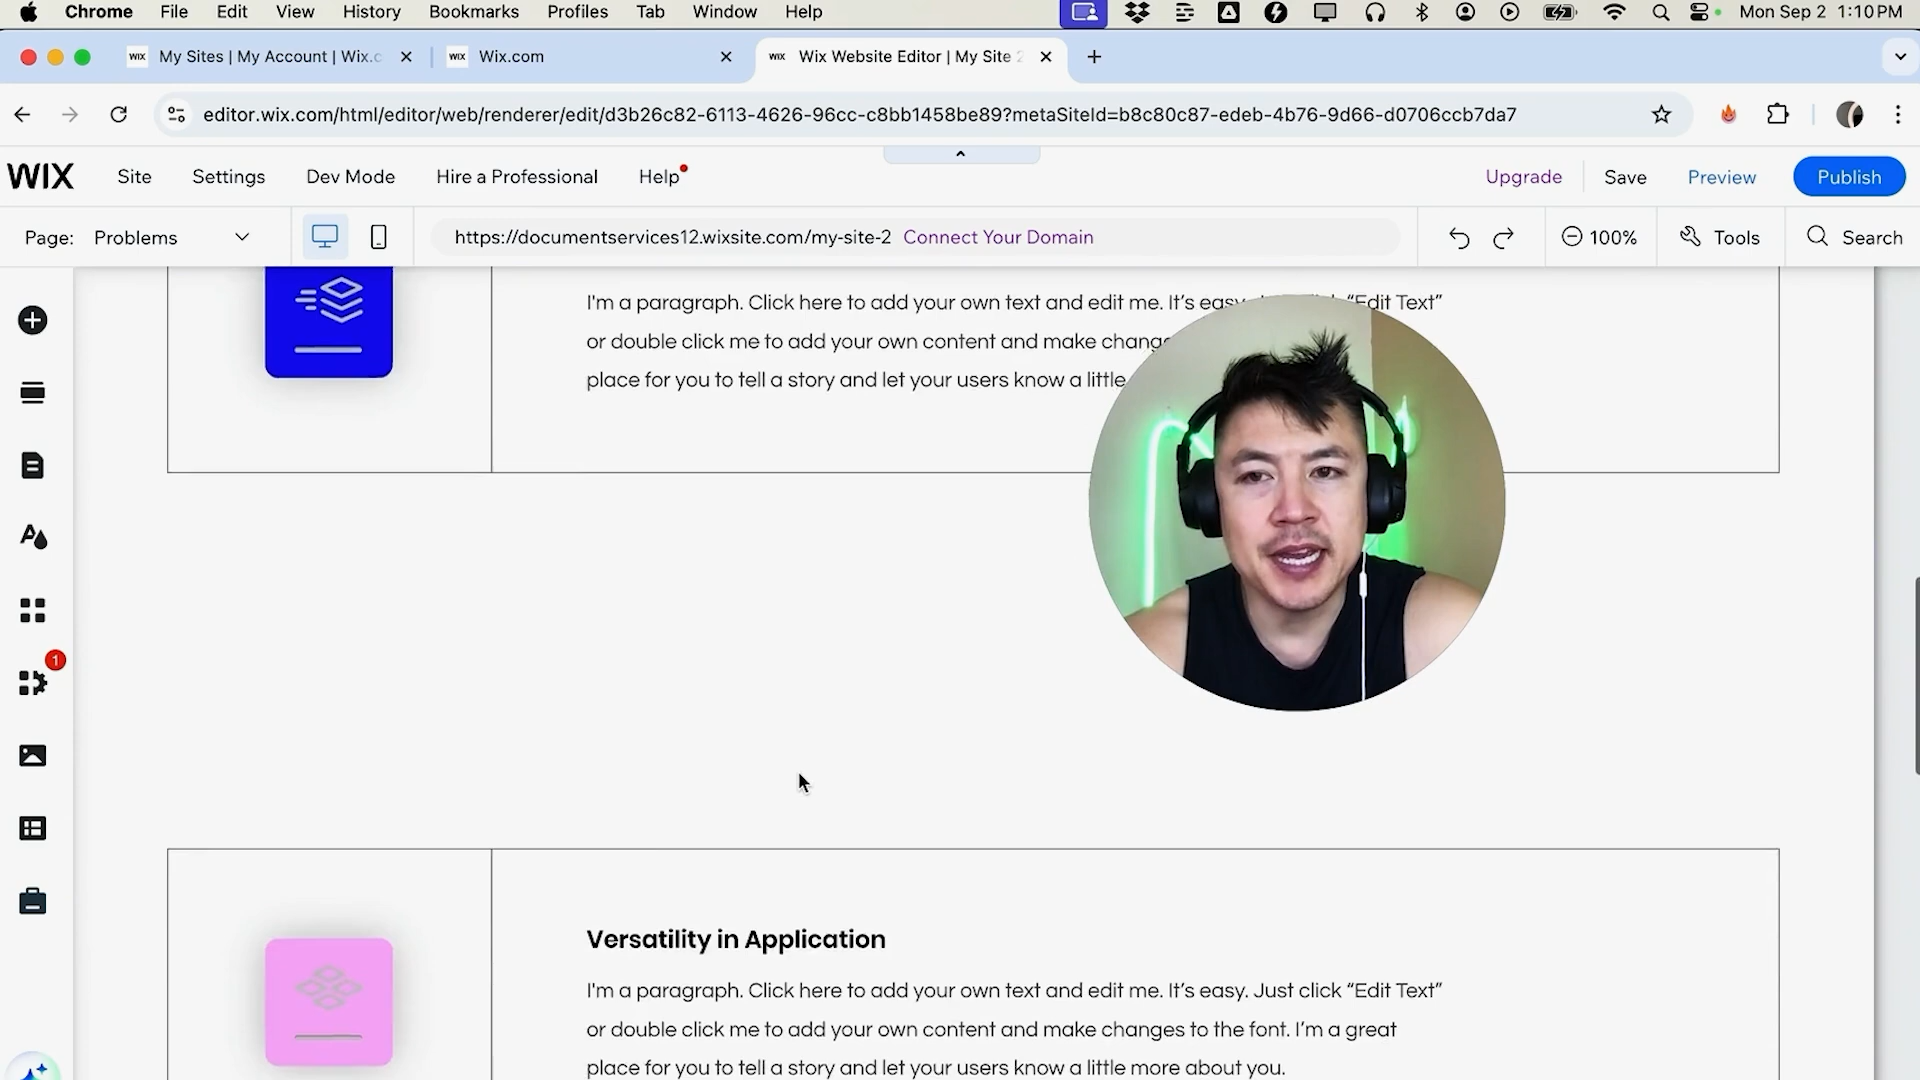 Chrome File Edit View History Bookmarks Profiles Tab Window Help Mon Sep 2 1:10 PM
WIX My Sites | My Account | Wix.c WIX Wix.com WIX Wix Website Editor | My Site 2
editor.wix.com/html/editor/web/renderer/edit/d3b26c82-6113-4626-96cc-c8bb1458be89?metaSiteId=b8c80c87-edeb-4b76-9d66-d0706ccb7da7
WIX Site Settings Dev Mode Hire a Professional Help Upgrade Save Preview Publish
Page: Problems https://documentservices12.wixsite.com/my-site-2 Connect Your Domain 100% Tools Search
I'm a paragraph. Click here to add your own text and edit me. It's easy. "Edit Text"
or double click me to add your own content and make change
place for you to tell a story and let your users know a little
1
Versatility in Application
I'm a paragraph. Click here to add your own text and edit me. It's easy. Just click "Edit Text"
or double click me to add your own content and make changes to the font. I'm a great
place for you to tell a story and let your users know a little more about you.